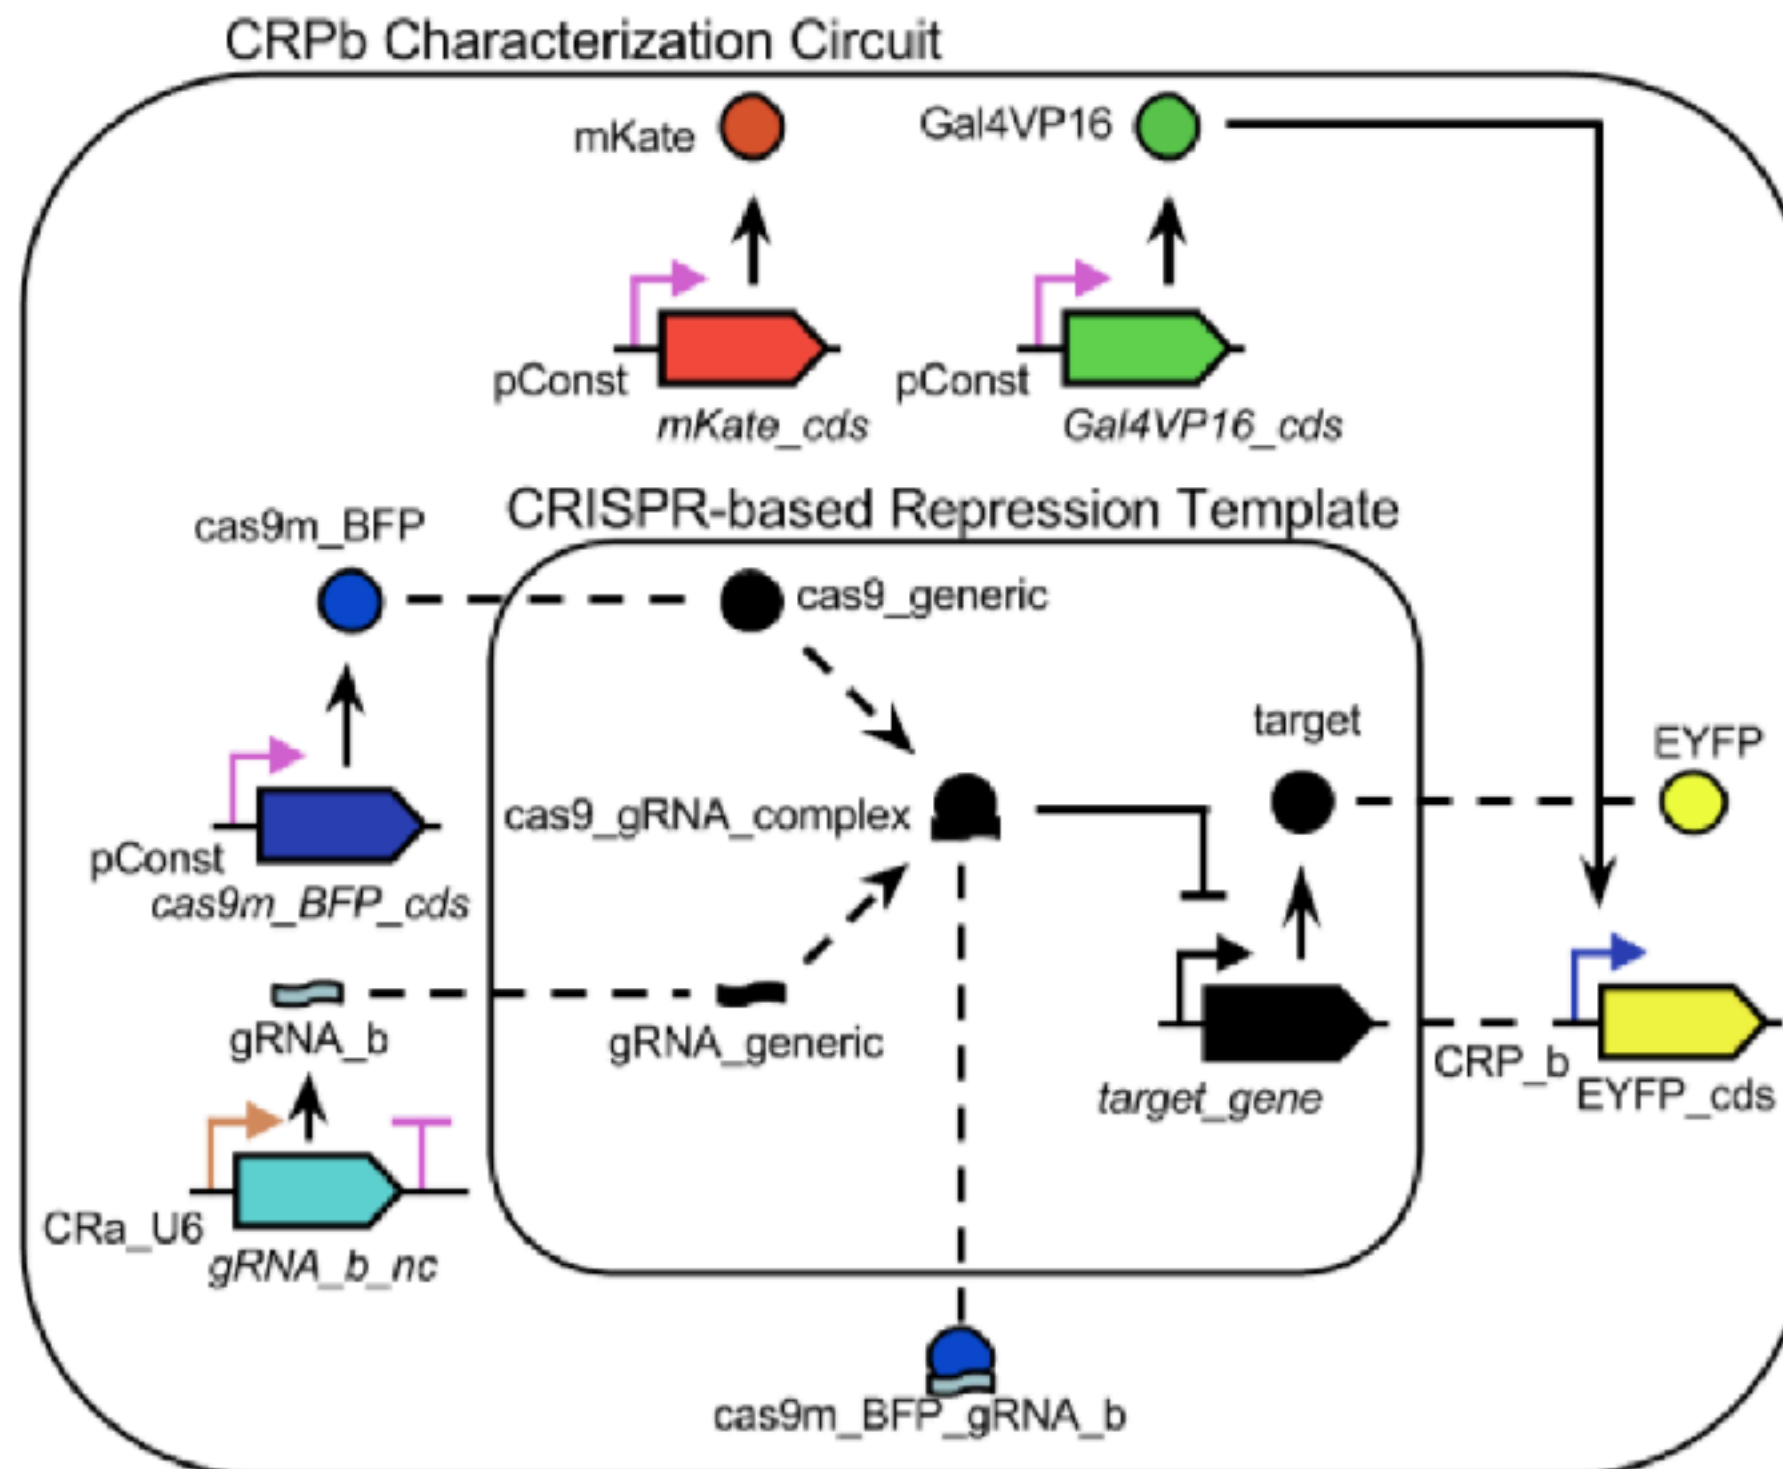 CRPb Characterization Circuit
mKate
Gal4VP16
pConst
mKate_cds
pConst
Gal4VP16_cds
CRISPR-based Repression Template
cas9m_BFP
cas9_generic
target
EYFP
cas9_gRNA_complex
pConst
cas9m_BFP_cds
gRNA_b
gRNA_generic
CRP_b
target_gene
EYFP_cds
CRa_U6
gRNA_b_nc
cas9m_BFP_gRNA_b